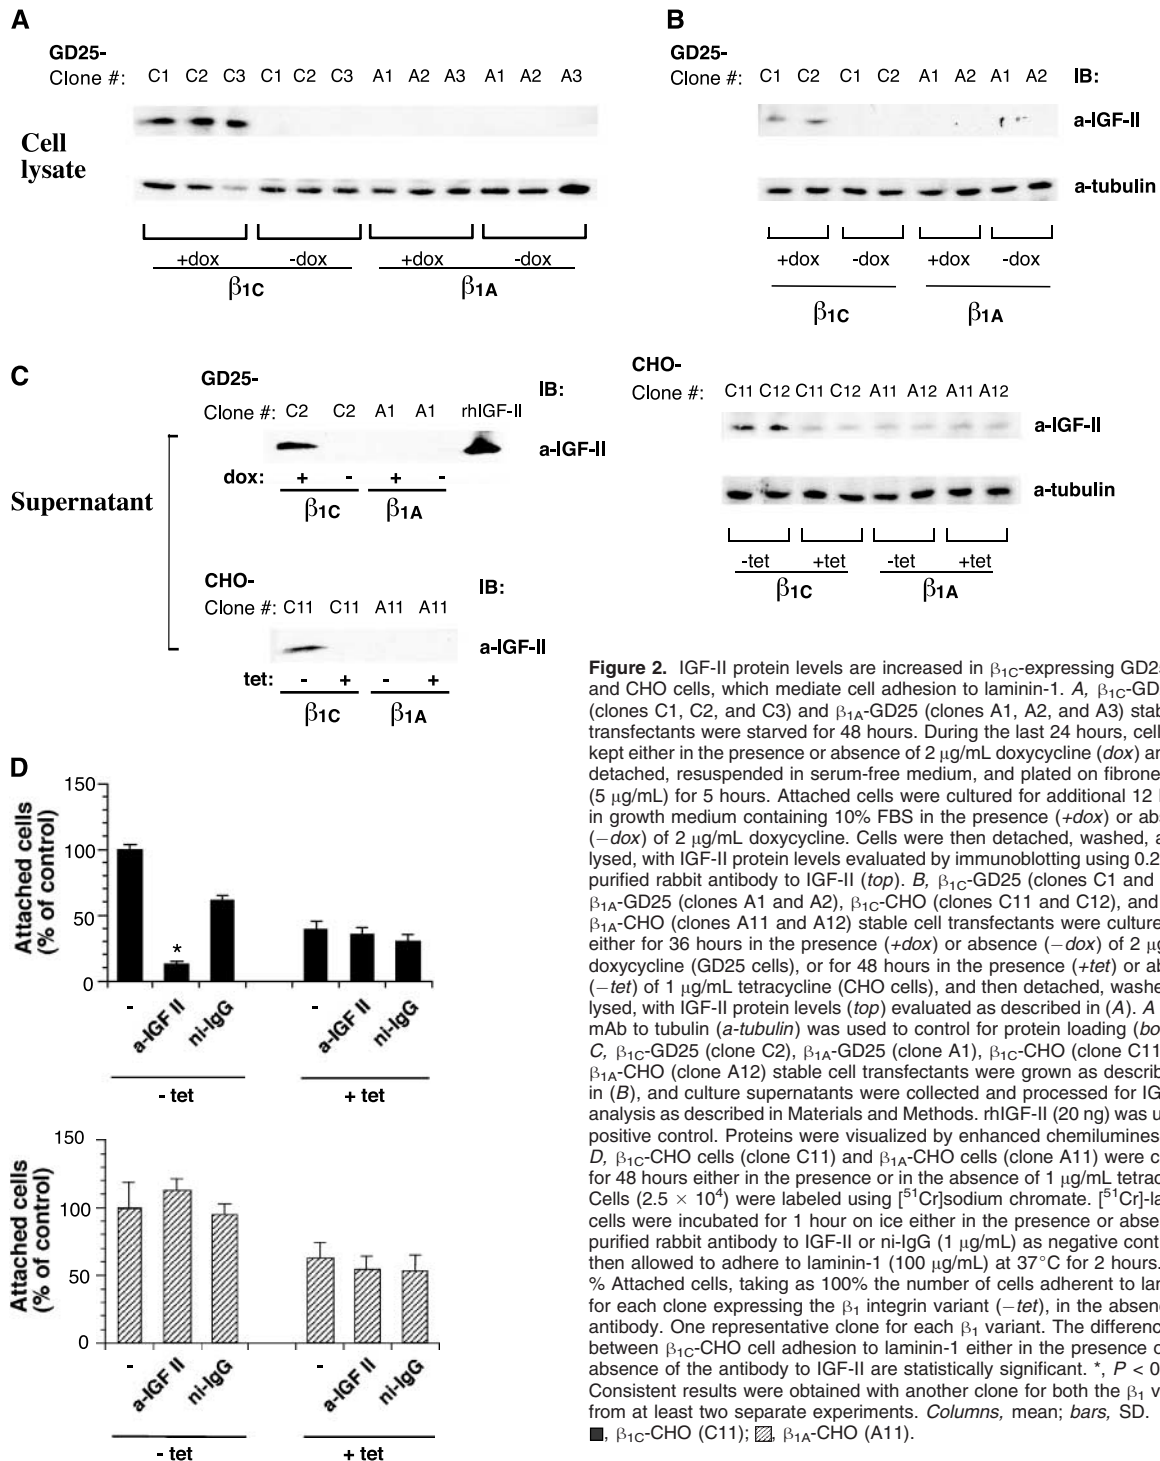 A
GD25-
Clone #: C1 C2 C3 C1 C2 C3 A1 A2 A3 A1 A2 A3
Cell
lysate
+dox -dox +dox -dox
β1C β1A
B
GD25-
Clone #: C1 C2 C1 C2 A1 A2 A1 A2 IB:
a-IGF-II
a-tubulin
+dox -dox +dox -dox
β1C β1A
CHO-
Clone #: C11 C12 C11 C12 A11 A12 A11 A12
a-IGF-II
a-tubulin
-tet +tet -tet +tet
β1C β1A
C
Supernatant
GD25-
IB:
Clone #: C2 C2 A1 A1 rhIGF-II
a-IGF-II
dox: + - + -
β1C β1A
CHO-
IB:
Clone #: C11 C11 A11 A11
a-IGF-II
tet: - + - +
β1C β1A
D
Attached cells
(% of control)
150
100
50
0
*
- a-IGF II ni-IgG - a-IGF II ni-IgG
- tet + tet
Attached cells
(% of control)
150
100
50
0
- a-IGF II ni-IgG - a-IGF II ni-IgG
- tet + tet
Figure 2. IGF-II protein levels are increased in β1C-expressing GD25
and CHO cells, which mediate cell adhesion to laminin-1. A, β1C-GD
(clones C1, C2, and C3) and β1A-GD25 (clones A1, A2, and A3) stab
transfectants were starved for 48 hours. During the last 24 hours, cell
kept either in the presence or absence of 2 μg/mL doxycycline (dox) an
detached, resuspended in serum-free medium, and plated on fibrone
(5 μg/mL) for 5 hours. Attached cells were cultured for additional 12
in growth medium containing 10% FBS in the presence (+dox) or abs
(−dox) of 2 μg/mL doxycycline. Cells were then detached, washed, a
lysed, with IGF-II protein levels evaluated by immunoblotting using 0.2
purified rabbit antibody to IGF-II (top). B, β1C-GD25 (clones C1 and
β1A-GD25 (clones A1 and A2), β1C-CHO (clones C11 and C12), and
β1A-CHO (clones A11 and A12) stable cell transfectants were culture
either for 36 hours in the presence (+dox) or absence (−dox) of 2 μg
doxycycline (GD25 cells), or for 48 hours in the presence (+tet) or ab
(−tet) of 1 μg/mL tetracycline (CHO cells), and then detached, washe
lysed, with IGF-II protein levels (top) evaluated as described in (A). A
mAb to tubulin (a-tubulin) was used to control for protein loading (bo
C, β1C-GD25 (clone C2), β1A-GD25 (clone A1), β1C-CHO (clone C11
β1A-CHO (clone A12) stable cell transfectants were grown as describ
in (B), and culture supernatants were collected and processed for IG
analysis as described in Materials and Methods. rhIGF-II (20 ng) was u
positive control. Proteins were visualized by enhanced chemilumines
D, β1C-CHO cells (clone C11) and β1A-CHO cells (clone A11) were c
for 48 hours either in the presence or in the absence of 1 μg/mL tetrac
Cells (2.5 × 10⁴) were labeled using [⁵¹Cr]sodium chromate. [⁵¹Cr]-la
cells were incubated for 1 hour on ice either in the presence or absen
purified rabbit antibody to IGF-II or ni-IgG (1 μg/mL) as negative cont
then allowed to adhere to laminin-1 (100 μg/mL) at 37°C for 2 hours.
% Attached cells, taking as 100% the number of cells adherent to lam
for each clone expressing the β1 integrin variant (−tet), in the absen
antibody. One representative clone for each β1 variant. The differenc
between β1C-CHO cell adhesion to laminin-1 either in the presence o
absence of the antibody to IGF-II are statistically significant. *, P < 0
Consistent results were obtained with another clone for both the β1 v
from at least two separate experiments. Columns, mean; bars, SD.
■, β1C-CHO (C11); ▨, β1A-CHO (A11).